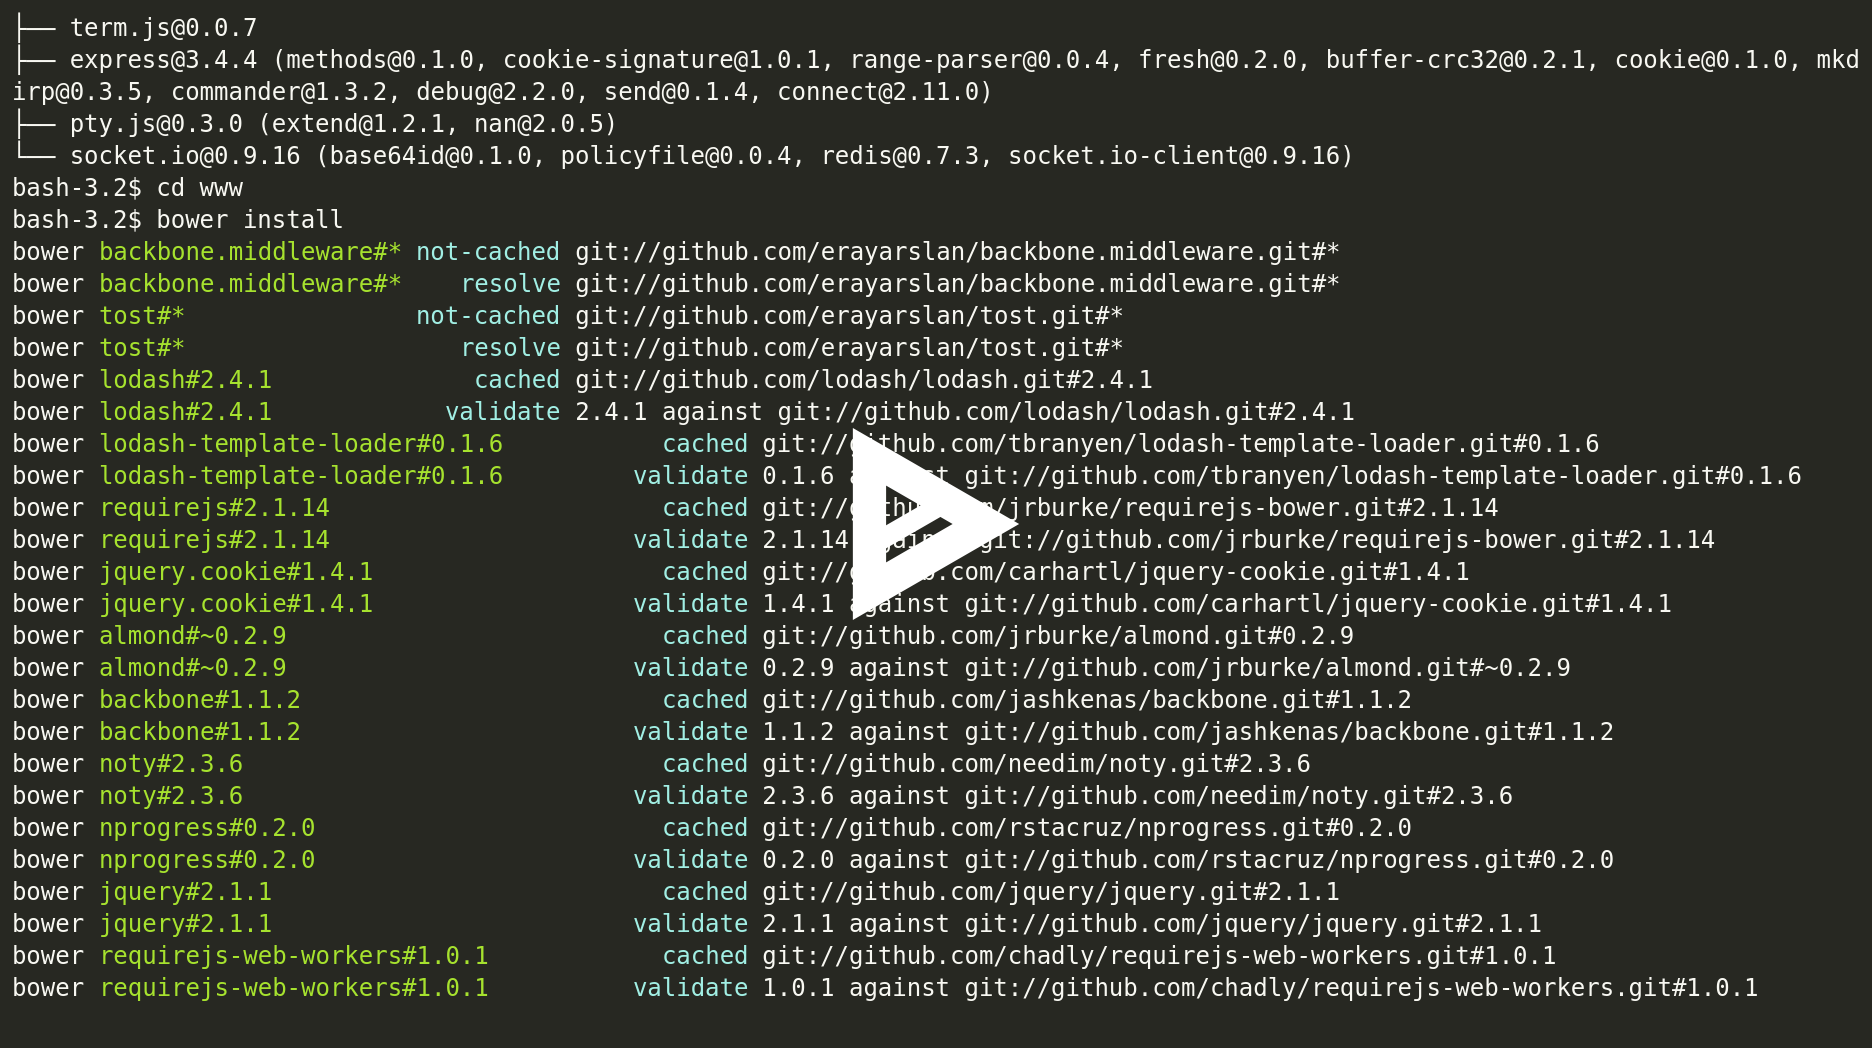 ├── term.js@0.0.7
├── express@3.4.4 (methods@0.1.0, cookie-signature@1.0.1, range-parser@0.0.4, fresh@0.2.0, buffer-crc32@0.2.1, cookie@0.1.0, mkd
irp@0.3.5, commander@1.3.2, debug@2.2.0, send@0.1.4, connect@2.11.0)
├── pty.js@0.3.0 (extend@1.2.1, nan@2.0.5)
└── socket.io@0.9.16 (base64id@0.1.0, policyfile@0.0.4, redis@0.7.3, socket.io-client@0.9.16)
bash-3.2$ cd www
bash-3.2$ bower install
bower backbone.middleware#* not-cached git://github.com/erayarslan/backbone.middleware.git#*
bower backbone.middleware#*    resolve git://github.com/erayarslan/backbone.middleware.git#*
bower tost#*                not-cached git://github.com/erayarslan/tost.git#*
bower tost#*                   resolve git://github.com/erayarslan/tost.git#*
bower lodash#2.4.1              cached git://github.com/lodash/lodash.git#2.4.1
bower lodash#2.4.1            validate 2.4.1 against git://github.com/lodash/lodash.git#2.4.1
bower lodash-template-loader#0.1.6           cached git://github.com/tbranyen/lodash-template-loader.git#0.1.6
bower lodash-template-loader#0.1.6         validate 0.1.6 against git://github.com/tbranyen/lodash-template-loader.git#0.1.6
bower requirejs#2.1.14                       cached git://github.com/jrburke/requirejs-bower.git#2.1.14
bower requirejs#2.1.14                     validate 2.1.14 against git://github.com/jrburke/requirejs-bower.git#2.1.14
bower jquery.cookie#1.4.1                    cached git://github.com/carhartl/jquery-cookie.git#1.4.1
bower jquery.cookie#1.4.1                  validate 1.4.1 against git://github.com/carhartl/jquery-cookie.git#1.4.1
bower almond#~0.2.9                          cached git://github.com/jrburke/almond.git#0.2.9
bower almond#~0.2.9                        validate 0.2.9 against git://github.com/jrburke/almond.git#~0.2.9
bower backbone#1.1.2                         cached git://github.com/jashkenas/backbone.git#1.1.2
bower backbone#1.1.2                       validate 1.1.2 against git://github.com/jashkenas/backbone.git#1.1.2
bower noty#2.3.6                             cached git://github.com/needim/noty.git#2.3.6
bower noty#2.3.6                           validate 2.3.6 against git://github.com/needim/noty.git#2.3.6
bower nprogress#0.2.0                        cached git://github.com/rstacruz/nprogress.git#0.2.0
bower nprogress#0.2.0                      validate 0.2.0 against git://github.com/rstacruz/nprogress.git#0.2.0
bower jquery#2.1.1                           cached git://github.com/jquery/jquery.git#2.1.1
bower jquery#2.1.1                         validate 2.1.1 against git://github.com/jquery/jquery.git#2.1.1
bower requirejs-web-workers#1.0.1            cached git://github.com/chadly/requirejs-web-workers.git#1.0.1
bower requirejs-web-workers#1.0.1          validate 1.0.1 against git://github.com/chadly/requirejs-web-workers.git#1.0.1